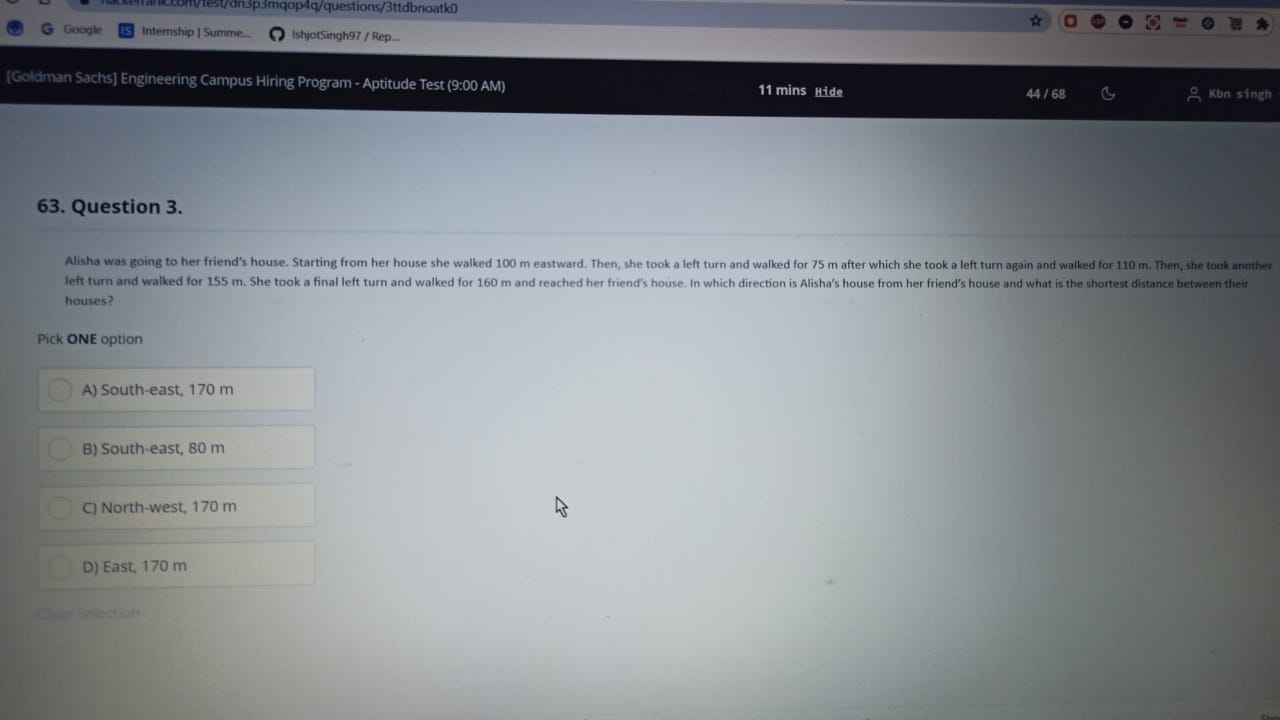 hackerrank.com/test/dn3p3mqop4q/questions/3ttdbnoatk0
Google IS Internship | Summe... IshjotSingh97 / Rep...
[Goldman Sachs] Engineering Campus Hiring Program - Aptitude Test (9:00 AM) 11 mins Hide 44 / 68 Kbn singh
63. Question 3.
Alisha was going to her friend's house. Starting from her house she walked 100 m eastward. Then, she took a left turn and walked for 75 m after which she took a left turn again and walked for 110 m. Then, she took another
left turn and walked for 155 m. She took a final left turn and walked for 160 m and reached her friend's house. In which direction is Alisha's house from her friend's house and what is the shortest distance between their
houses?
Pick ONE option
A) South-east, 170 m
B) South-east, 80 m
C) North-west, 170 m
D) East, 170 m
Clear Selection